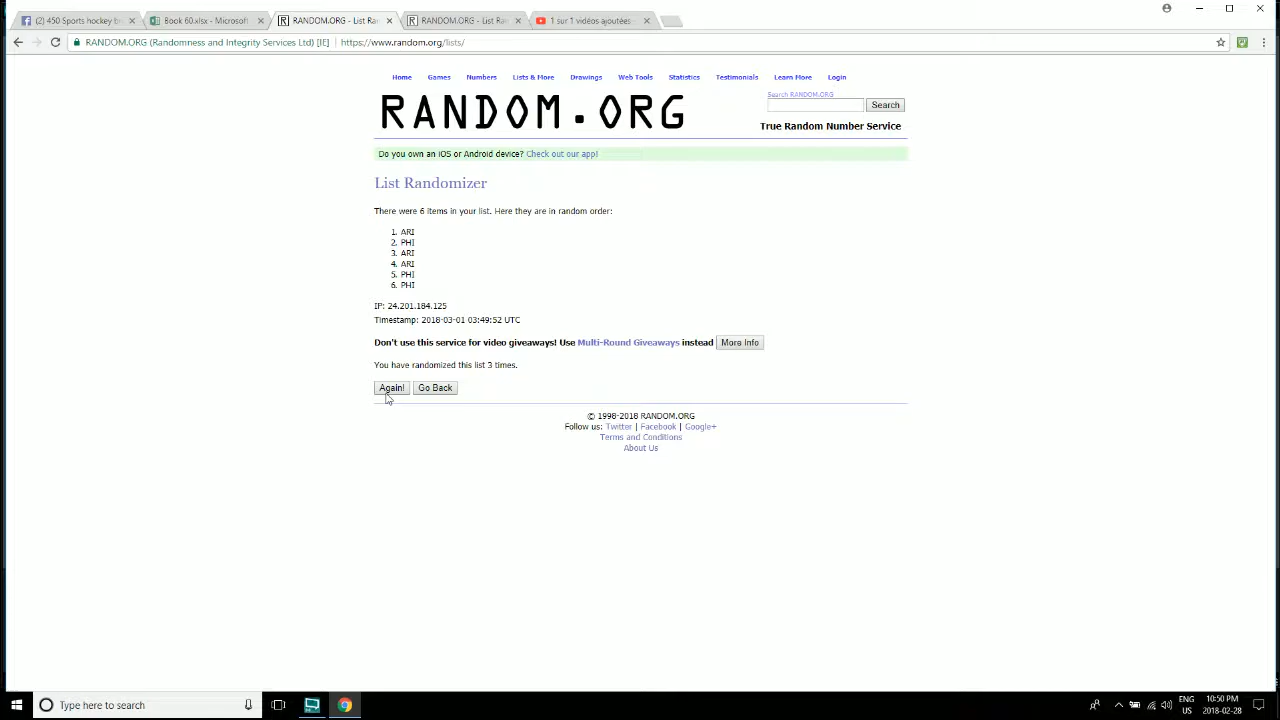 (2) 450 Sports hockey br
Book 60.xlsx - Microsoft
RANDOM.ORG - List Ran
RANDOM.ORG - List Ran
1 sur 1 vidéos ajoutées
RANDOM.ORG (Randomness and Integrity Services Ltd) [IE] | https://www.random.org/lists/
Home Games Numbers Lists & More Drawings Web Tools Statistics Testimonials Learn More Login
RANDOM.ORG
Search RANDOM.ORG
Search
True Random Number Service
Do you own an iOS or Android device? Check out our app!
List Randomizer
There were 6 items in your list. Here they are in random order:
1. ARI
2. PHI
3. ARI
4. ARI
5. PHI
6. PHI
IP: 24.201.184.125
Timestamp: 2018-03-01 03:49:52 UTC
Don't use this service for video giveaways! Use Multi-Round Giveaways instead More Info
You have randomized this list 3 times.
Again! Go Back
© 1998-2018 RANDOM.ORG
Follow us: Twitter | Facebook | Google+
Terms and Conditions
About Us
Type here to search
ENG 10:50 PM
US 2018-02-28